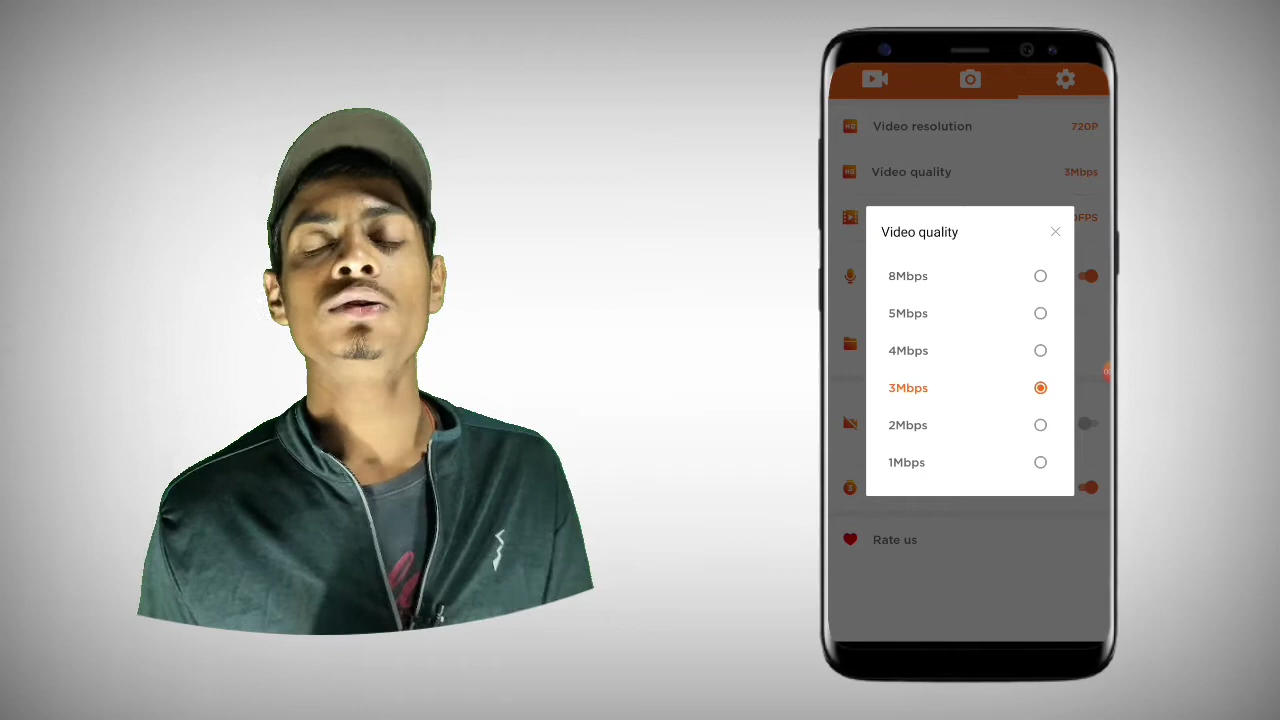 Video resolution 720P
Video quality 3Mbps
Video quality
8Mbps
5Mbps
4Mbps
3Mbps
2Mbps
1Mbps
Rate us